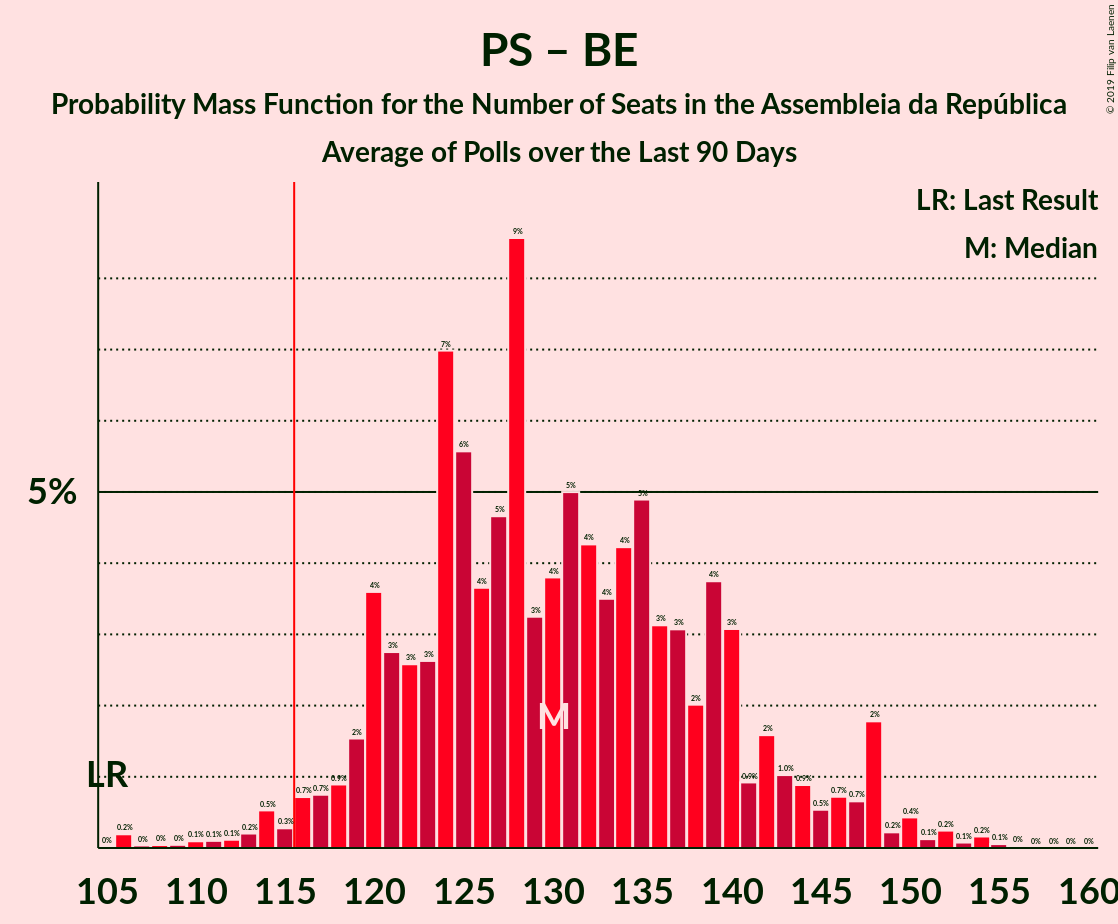 PS – BE
Probability Mass Function for the Number of Seats in the Assembleia da República
Average of Polls over the Last 90 Days
© 2019 Filip van Laenen
LR: Last Result
M: Median
5%
LR
M
0% 0.2% 0% 0% 0% 0.1% 0.1% 0.1% 0.2% 0.5% 0.3% 0.7% 0.7% 0.9% 2% 4% 3% 3% 3% 7% 6% 4% 5% 9% 3% 4% 5% 4% 4% 4% 5% 3% 3% 2% 4% 3% 0.9% 2% 1.0% 0.9% 0.5% 0.7% 0.7% 2% 0.2% 0.4% 0.1% 0.2% 0.1% 0.2% 0.1% 0% 0% 0% 0% 0%
105 110 115 120 125 130 135 140 145 150 155 160